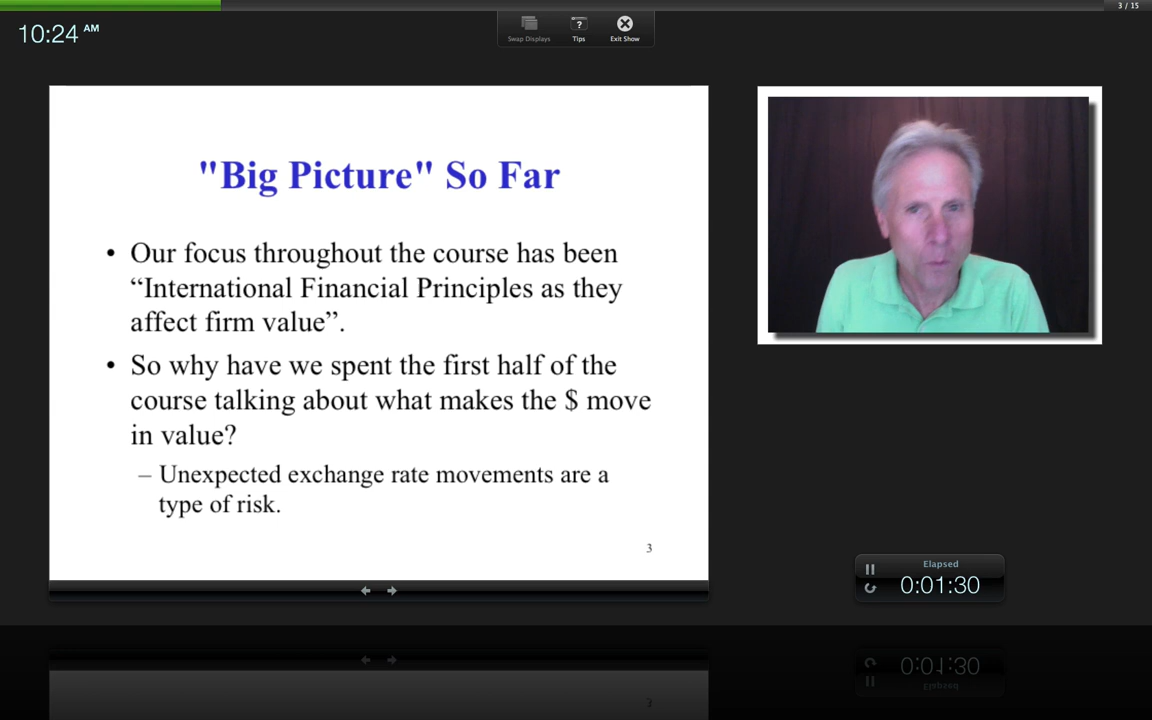 3 / 15
10:24 AM
Swap Displays
Tips
Exit Show
"Big Picture" So Far
• Our focus throughout the course has been
“International Financial Principles as they
affect firm value”.
• So why have we spent the first half of the
course talking about what makes the $ move
in value?
– Unexpected exchange rate movements are a
type of risk.
3
Elapsed
0:01:30